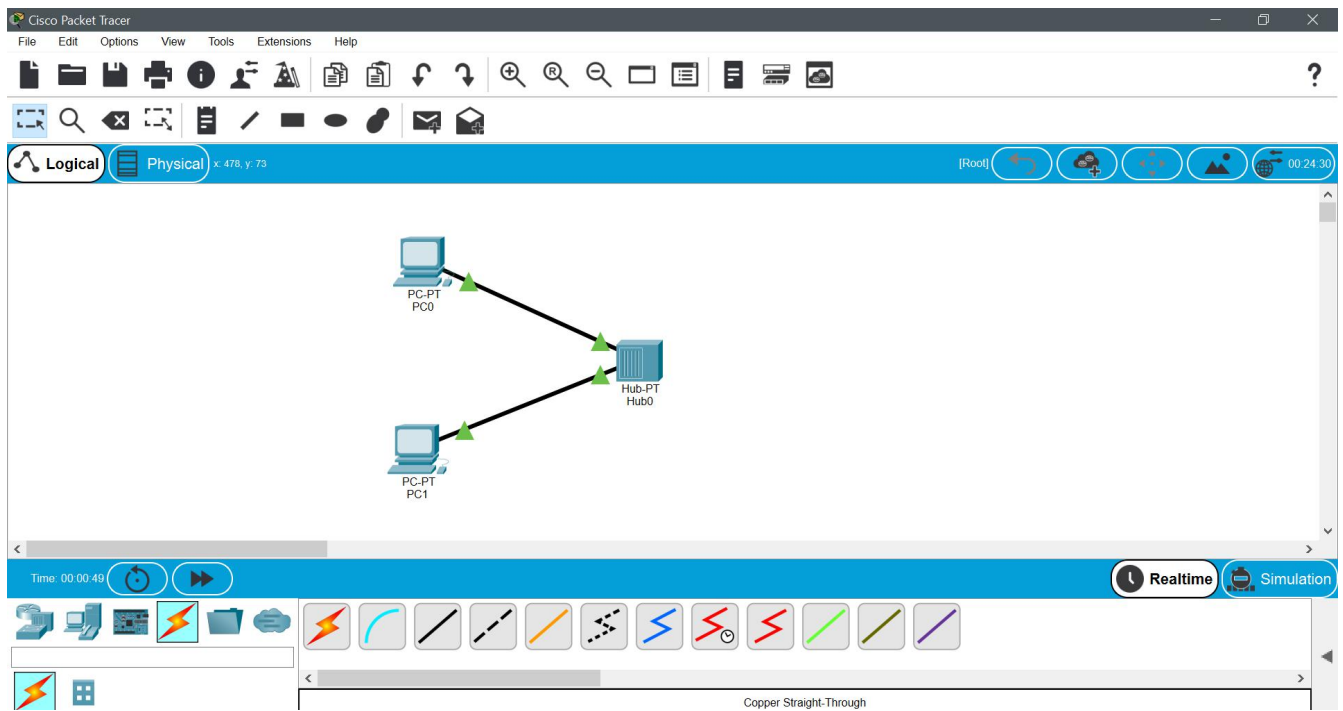 Cisco Packet Tracer
File Edit Options View Tools Extensions Help
?
Logical Physical x: 478, y: 73 [Root] 00:24:30
PC-PT
PC0
Hub-PT
Hub0
PC-PT
PC1
Time: 00:00:49 Realtime Simulation
Copper Straight-Through